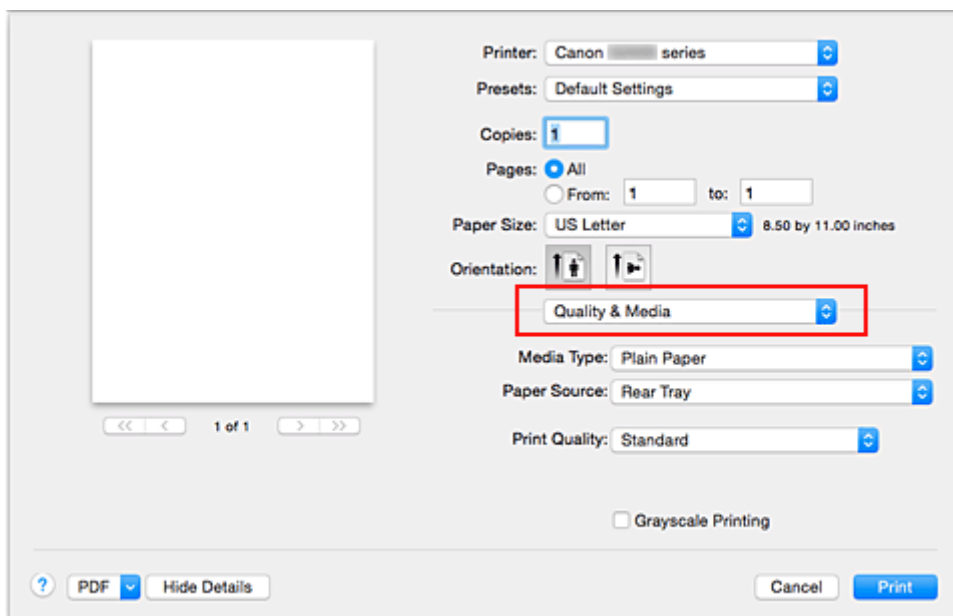 Printer: Canon series
Presets: Default Settings
Copies: 1
Pages: All
From: 1 to: 1
Paper Size: US Letter 8.50 by 11.00 inches
Orientation:
Quality & Media
Media Type: Plain Paper
Paper Source: Rear Tray
1 of 1
Print Quality: Standard
Grayscale Printing
? PDF Hide Details Cancel Print